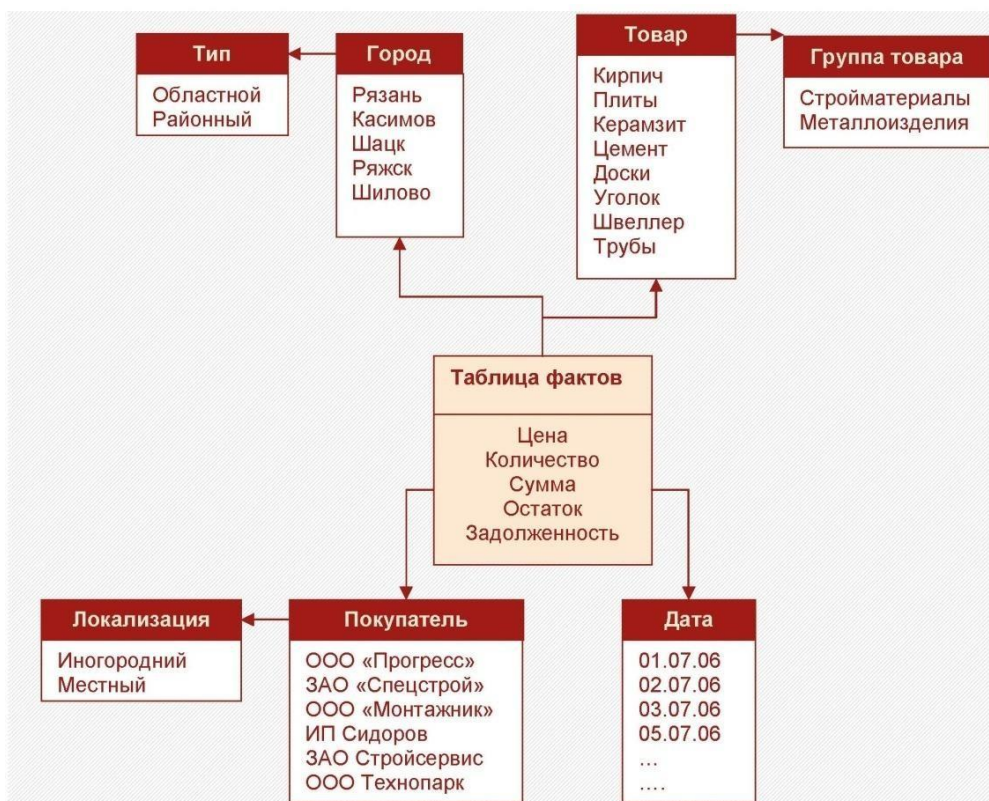 Тип
Областной
Районный
Город
Рязань
Касимов
Шацк
Ряжск
Шилово
Товар
Кирпич
Плиты
Керамзит
Цемент
Доски
Уголок
Швеллер
Трубы
Группа товара
Стройматериалы
Металлоизделия
Таблица фактов
Цена
Количество
Сумма
Остаток
Задолженность
Локализация
Иногородний
Местный
Покупатель
ООО «Прогресс»
ЗАО «Спецстрой»
ООО «Монтажник»
ИП Сидоров
ЗАО Стройсервис
ООО Технопарк
Дата
01.07.06
02.07.06
03.07.06
05.07.06
...
....